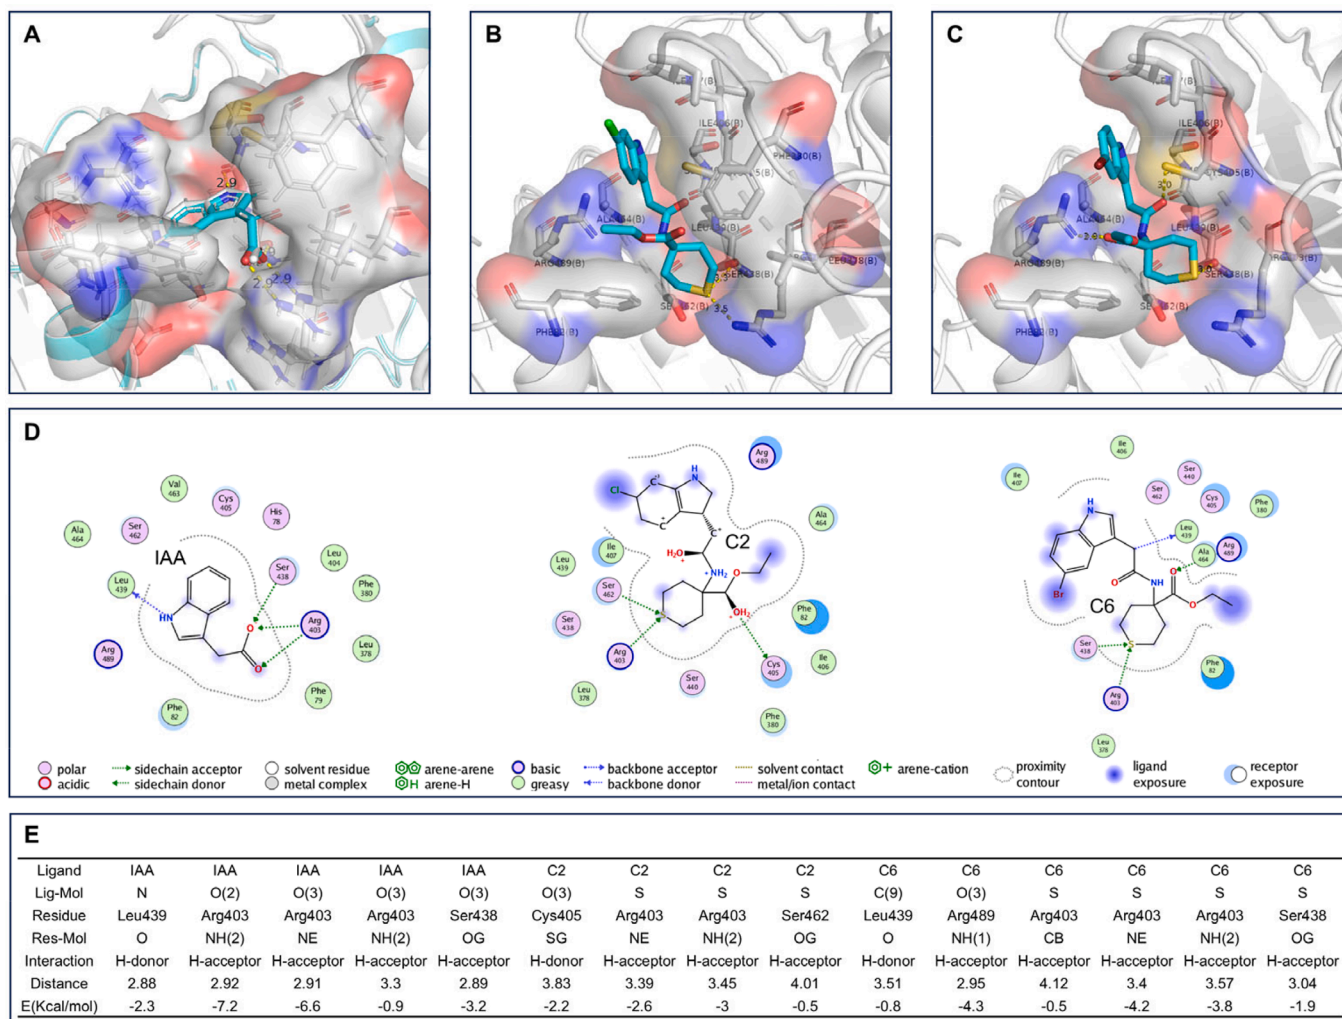 A
2.9
2.9
2.9
B
ILE406(B)
PHE380(B)
ARG489(B)
SER438(B)
3.5
C
ILE406(B)
CYS405(B)
3.0
ARG489(B)
SER438(B)
D
Val
463
Cys
405
His
78
Ser
462
Ala
464
IAA
Leu
404
Ser
438
Phe
380
Leu
439
HN
O
O
Arg
403
Arg
489
Leu
378
Phe
79
Phe
82
Arg
489
NH
Cl
C
C
C
C2
Ala
464
Leu
439
Ile
407
H₂O
NH₂
O
Ser
462
S
OH₂
Phe
82
Ser
438
Arg
403
Ser
440
Cys
405
Ile
406
Leu
378
Phe
380
Ile
406
Ile
407
Ser
440
Ser
462
Cys
405
Phe
380
HN
Leu
439
Ala
464
Arg
489
Br
O
NH
O
O
C6
Ser
438
S
Phe
82
Arg
403
Leu
378
polar sidechain acceptor solvent residue arene-arene basic backbone acceptor solvent contact arene-cation proximity contour ligand exposure receptor exposure
acidic sidechain donor metal complex H arene-H greasy backbone donor metal/ion contact
E
Ligand IAA IAA IAA IAA IAA C2 C2 C2 C2 C6 C6 C6 C6 C6 C6
Lig-Mol N O(2) O(3) O(3) O(3) O(3) S S S C(9) O(3) S S S S
Residue Leu439 Arg403 Arg403 Arg403 Ser438 Cys405 Arg403 Arg403 Ser462 Leu439 Arg489 Arg403 Arg403 Arg403 Ser438
Res-Mol O NH(2) NE NH(2) OG SG NE NH(2) OG O NH(1) CB NE NH(2) OG
Interaction H-donor H-acceptor H-acceptor H-acceptor H-acceptor H-donor H-acceptor H-acceptor H-acceptor H-donor H-acceptor H-acceptor H-acceptor H-acceptor H-acceptor
Distance 2.88 2.92 2.91 3.3 2.89 3.83 3.39 3.45 4.01 3.51 2.95 4.12 3.4 3.57 3.04
E(Kcal/mol) -2.3 -7.2 -6.6 -0.9 -3.2 -2.2 -2.6 -3 -0.5 -0.8 -4.3 -0.5 -4.2 -3.8 -1.9